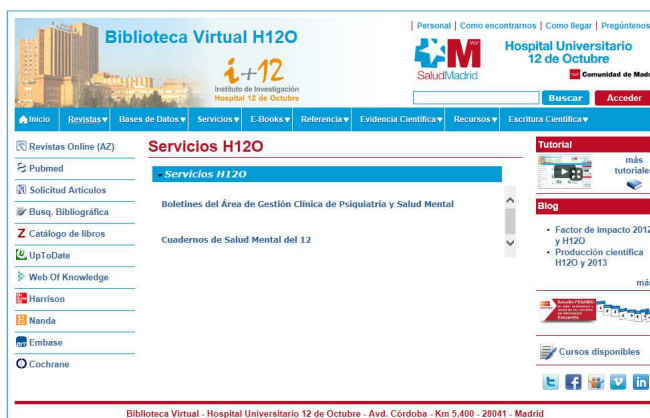 Personal | Como encontrarnos | Como llegar | Pregúntenos
Biblioteca Virtual H12O
i+12
Instituto de Investigación
Hospital 12 de Octubre
SaludMadrid
Hospital Universitario
12 de Octubre
Comunidad de Madr
Buscar Acceder
Inicio Revistas Bases de Datos Servicios E-Books Referencia Evidencia Científica Recursos Escritura Científica
Revistas Online (AZ)
Pubmed
Solicitud Artículos
Busq. Bibliográfica
Z Catálogo de libros
UpToDate
Web Of Knowledge
Harrison
Nanda
Embase
Cochrane
Servicios H12O
Servicios H12O
Boletines del Área de Gestión Clínica de Psiquiatría y Salud Mental
Cuadernos de Salud Mental del 12
Tutorial
más
tutoriale
Blog
Factor de impacto 2012
y H12O
Producción científica
H12O y 2013
má
Cursos disponibles
Biblioteca Virtual - Hospital Universitario 12 de Octubre - Avd. Córdoba - Km 5,400 - 28041 - Madrid